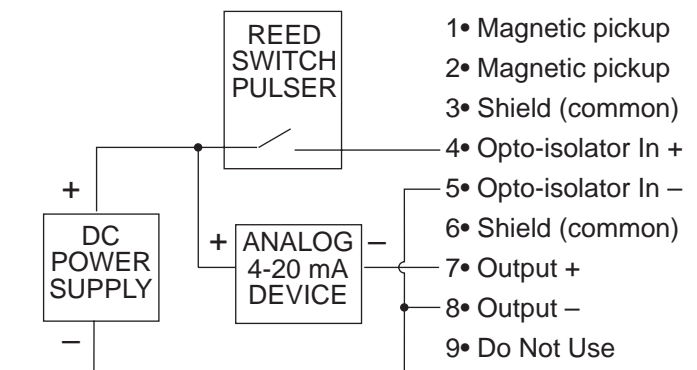 REED
SWITCH
PULSER
+
DC
POWER
SUPPLY
–
+
ANALOG
4-20 mA
DEVICE
–
1• Magnetic pickup
2• Magnetic pickup
3• Shield (common)
4• Opto-isolator In +
5• Opto-isolator In –
6• Shield (common)
7• Output +
8• Output –
9• Do Not Use